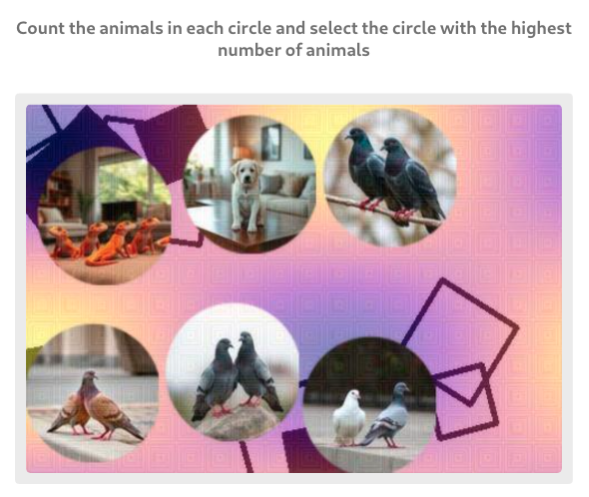 Count the animals in each circle and select the circle with the highest
number of animals